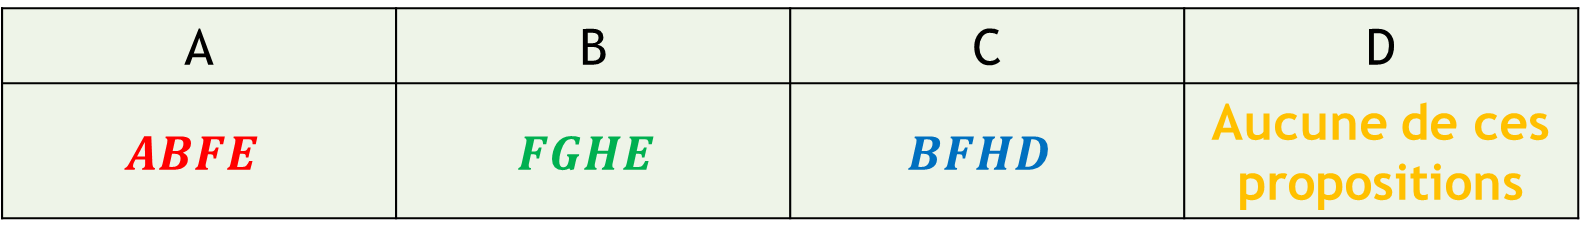 A B C D
ABFE FGHE BFHD Aucune de ces
propositions